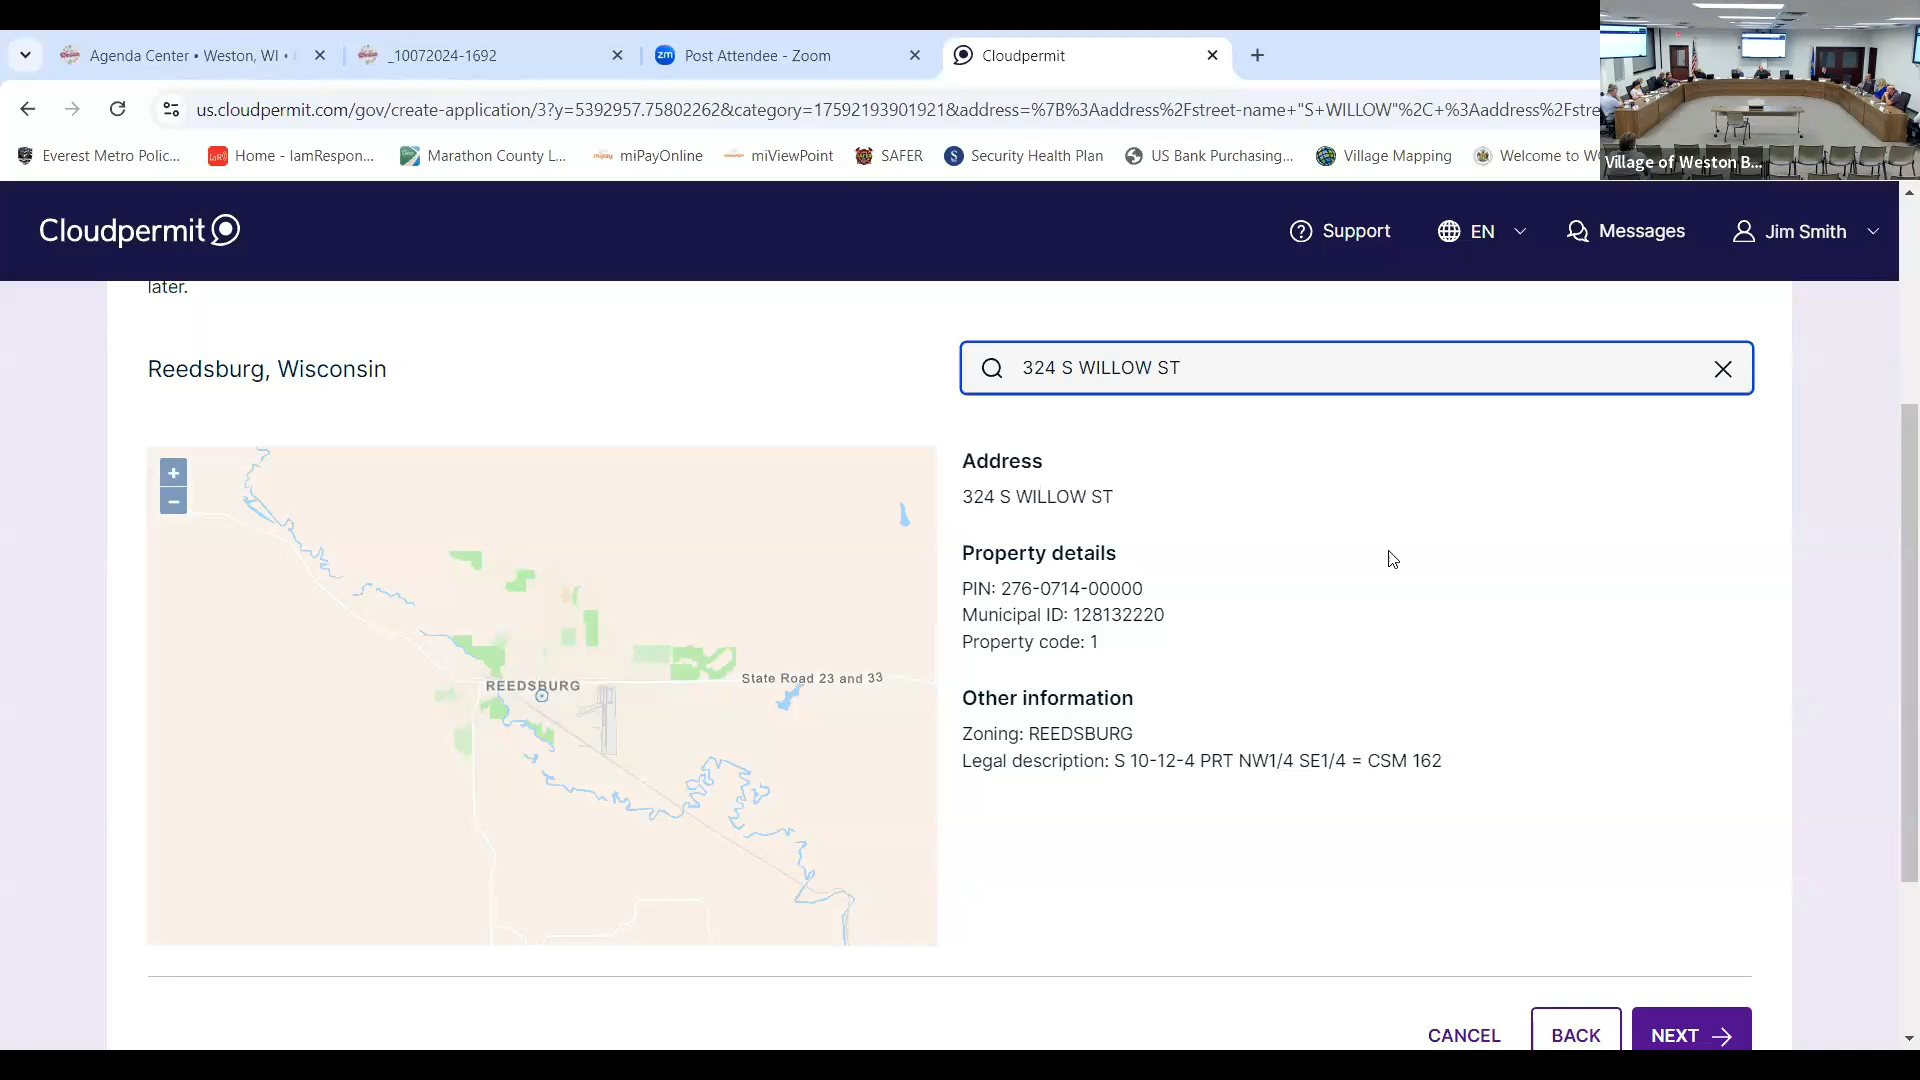 Agenda Center • Weston, WI •
_10072024-1692
zm Post Attendee - Zoom
Cloudpermit
us.cloudpermit.com/gov/create-application/3?y=5392957.75802262&category=17592193901921&address=%7B%3Aaddress%2Fstreet-name+"S+WILLOW"%2C+%3Aaddress%2Fstre
Everest Metro Polic...
Home - IamRespon...
Marathon County L...
miPayOnline
miViewPoint
SAFER
Security Health Plan
US Bank Purchasing...
Village Mapping
Welcome to W
Village of Weston B...
Cloudpermit
Support
EN
Messages
Jim Smith
later.
Reedsburg, Wisconsin
324 S WILLOW ST
+
−
REEDSBURG
State Road 23 and 33
Address
324 S WILLOW ST
Property details
PIN: 276-0714-00000
Municipal ID: 128132220
Property code: 1
Other information
Zoning: REEDSBURG
Legal description: S 10-12-4 PRT NW1/4 SE1/4 = CSM 162
CANCEL
BACK
NEXT